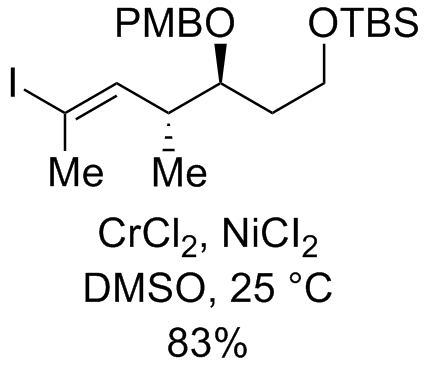 PMBO OTBS
I
Me Me
CrCl₂, NiCl₂
DMSO, 25 °C
83%